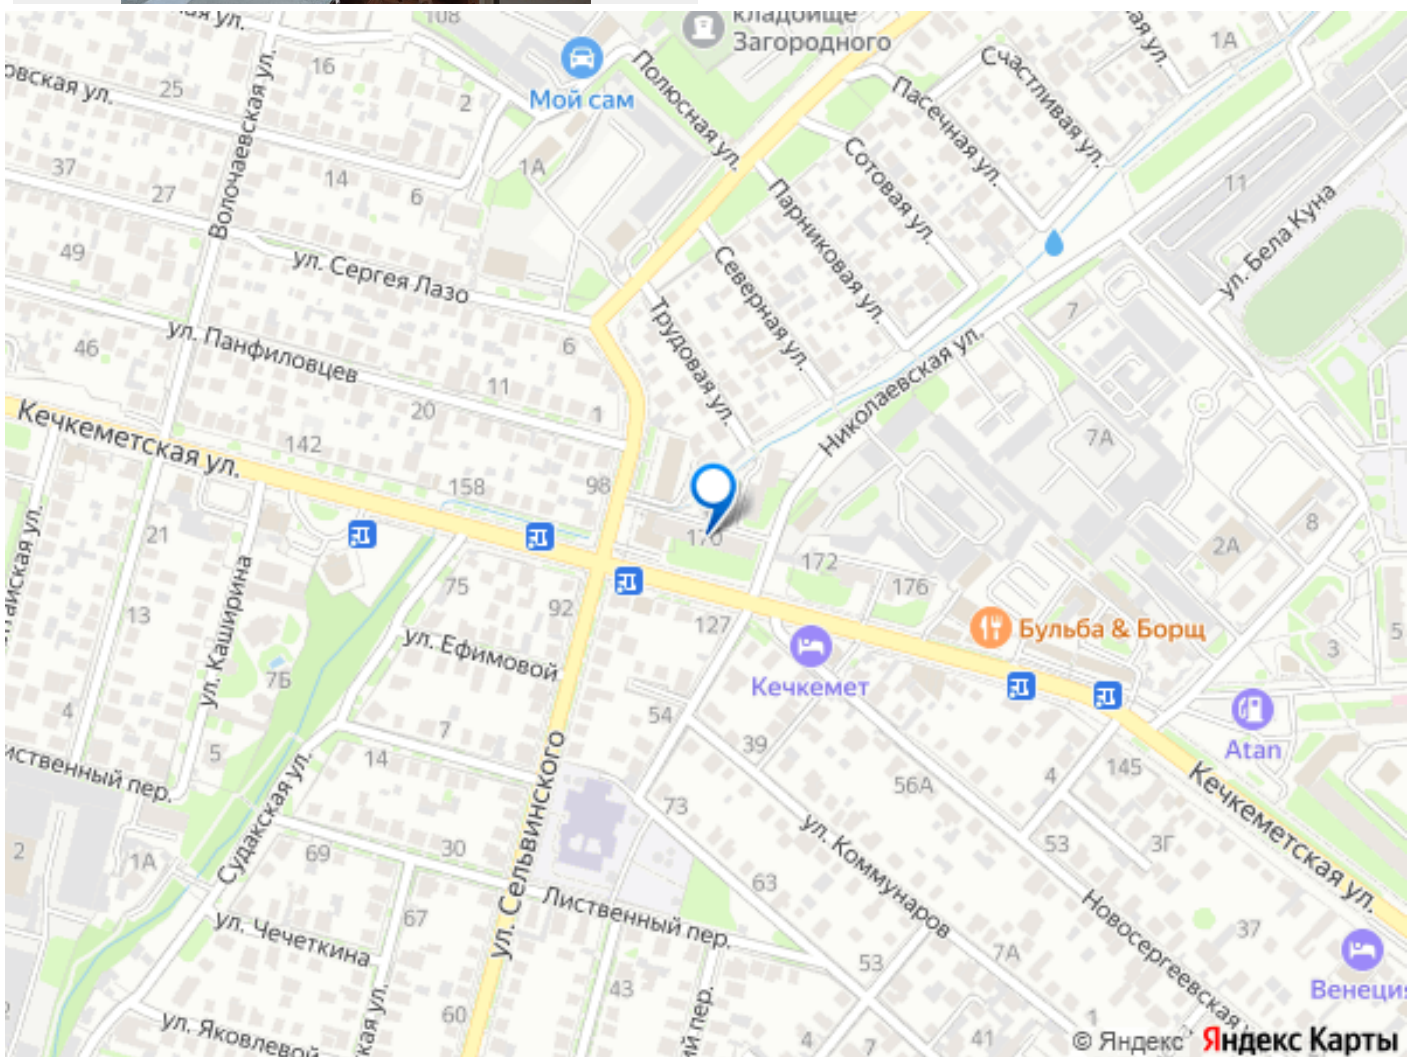 108
кладбище
Загородного
1А
16
25
2
Мой сам
Полюсная ул.
Счастливая ул.
Пасечная ул.
Волочаевская ул.
37
27
14
6
1А
Сотовая ул.
11
Парниковая ул.
ул. Бела Куна
49
ул. Сергея Лазо
Северная ул.
7
Трудовая ул.
46
ул. Панфиловцев
6
11
20
1
Николаевская ул.
Кечкеметская ул.
142
7А
158
98
170
172
176
8
2А
21
75
92
127
Бульба & Борщ
13
ул. Каширина
ул. Ефимовой
Кечкемет
3
5
7Б
4
5
7
54
39
Atan
14
56А
4
145
Кечкеметская ул.
ул. Сельвинского
Судакская ул.
73
53
3Г
2
1А
69
30
ул. Коммунаров
63
Лиственный пер.
67
ул. Чечеткина
Новосергеевская ул.
37
53
7А
43
60
Венеция
ул. Яковлевой
4
7
41
1
© Яндекс
Яндекс Карты